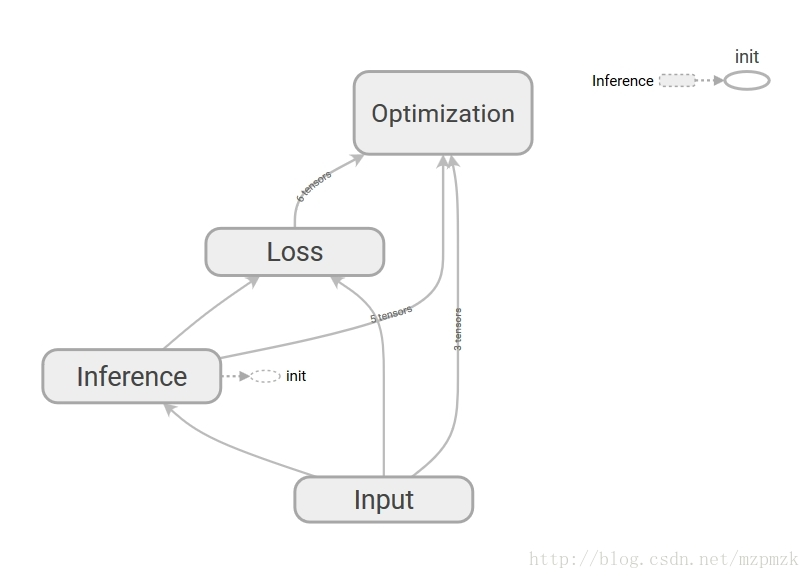 init
Inference
Optimization
6 tensors
Loss
5 tensors
3 tensors
Inference
init
Input
http://blog.csdn.net/mzpmzk